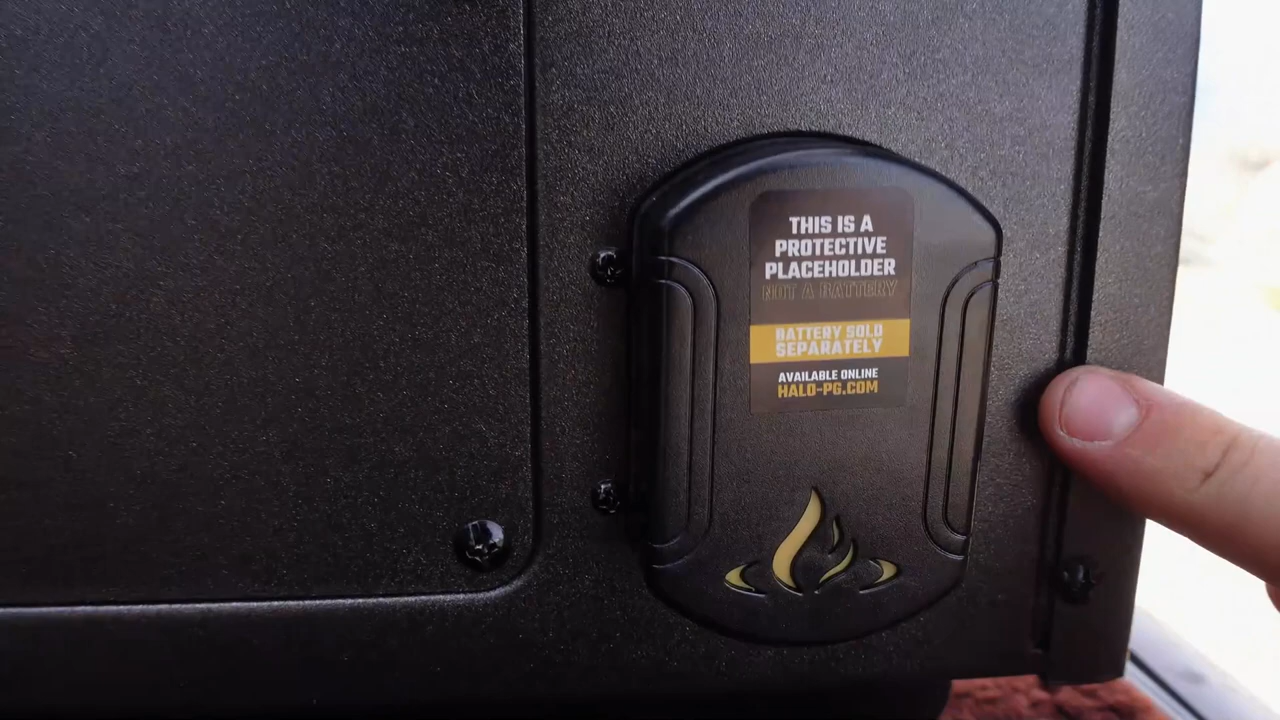 THIS IS A
PROTECTIVE
PLACEHOLDER
NOT A BATTERY
BATTERY SOLD
SEPARATELY
AVAILABLE ONLINE
HALO-PG.COM